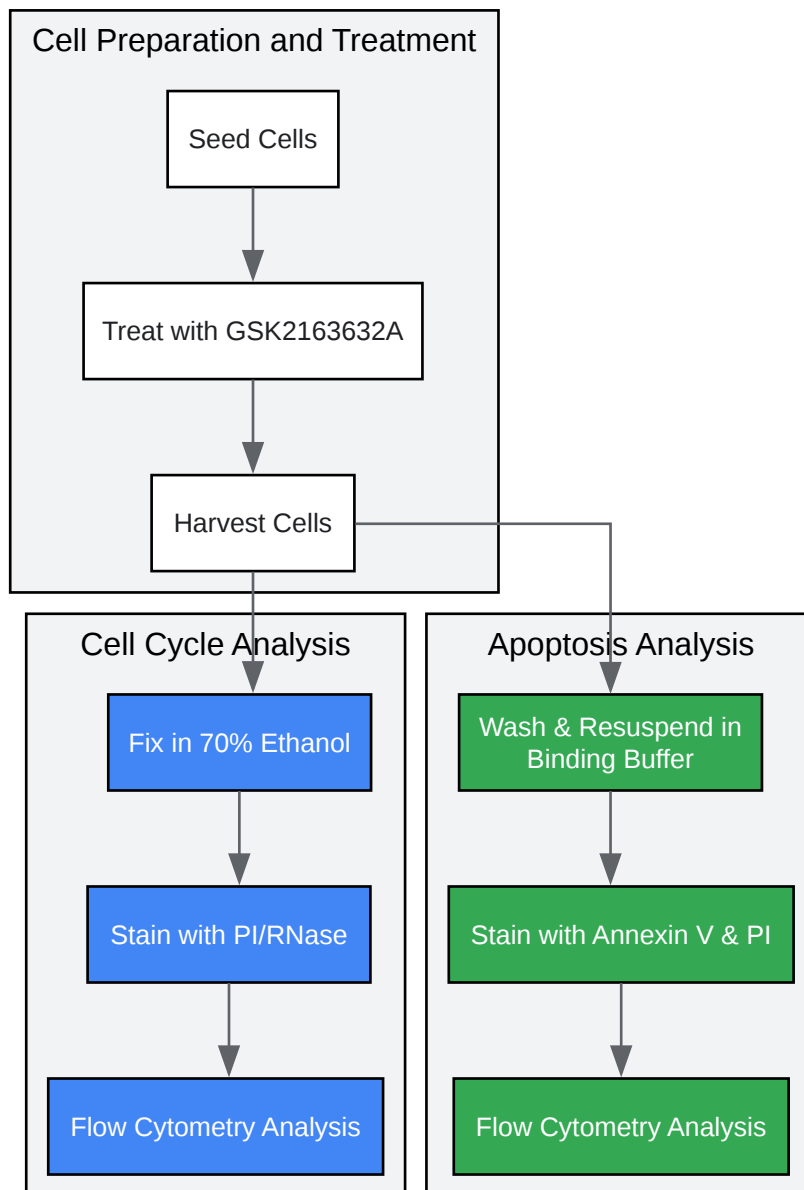 Cell Preparation and Treatment
Seed Cells
Treat with GSK2163632A
Harvest Cells
Cell Cycle Analysis
Fix in 70% Ethanol
Stain with PI/RNase
Flow Cytometry Analysis
Apoptosis Analysis
Wash & Resuspend in
Binding Buffer
Stain with Annexin V & PI
Flow Cytometry Analysis